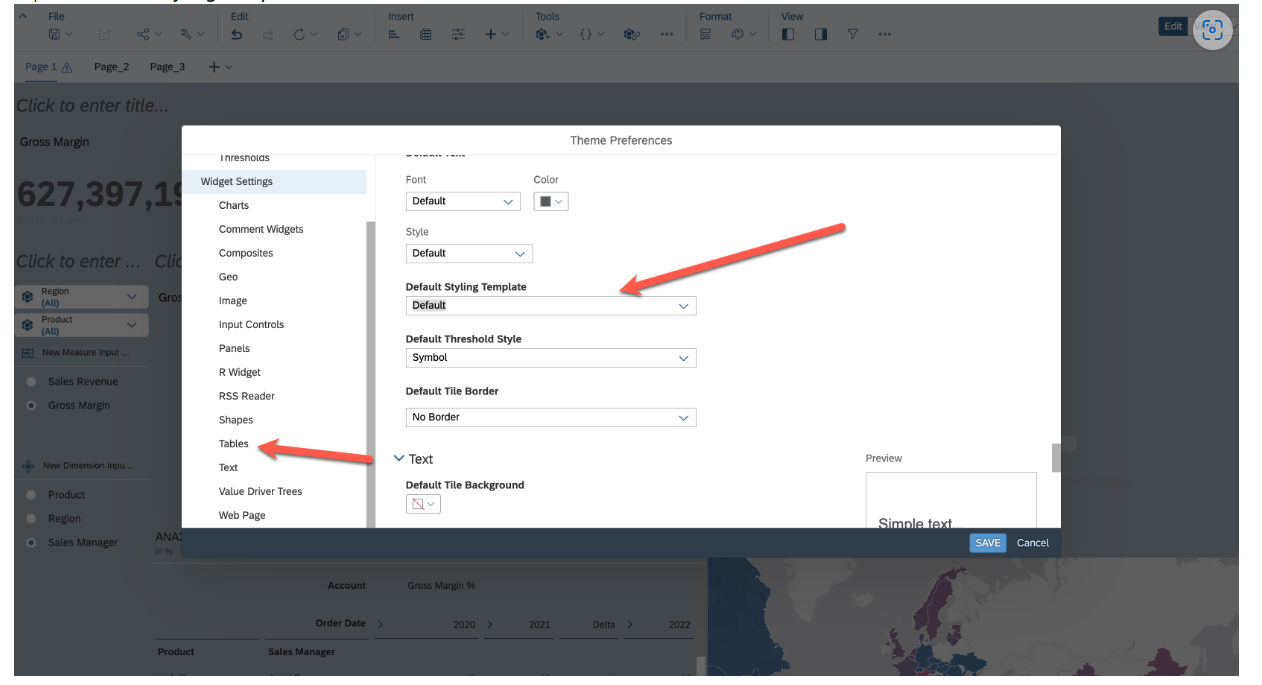 File Edit Insert Tools Format View
Edit
Page 1 Page_2 Page_3
Click to enter title...
Gross Margin
627,397,19
Click to enter ... Clic
Region
(All)
Gros
Product
(All)
New Measure Input ...
Sales Revenue
Gross Margin
New Dimension Inpu...
Product
Region
Sales Manager
Theme Preferences
Thresholds
Widget Settings
Charts
Comment Widgets
Composites
Geo
Image
Input Controls
Panels
R Widget
RSS Reader
Shapes
Tables
Text
Value Driver Trees
Web Page
Default Text
Font Color
Default
Style
Default
Default Styling Template
Default
Default Threshold Style
Symbol
Default Tile Border
No Border
Text
Default Tile Background
Preview
Simple text...
SAVE Cancel
ANA
in %
Account Gross Margin %
Order Date 2020 2021 Delta 2022
Product Sales Manager